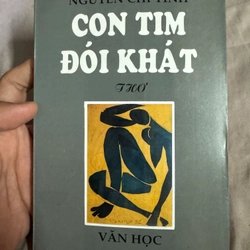 CON TIM
ĐÓI KHÁT
THƠ
VĂN HỌC